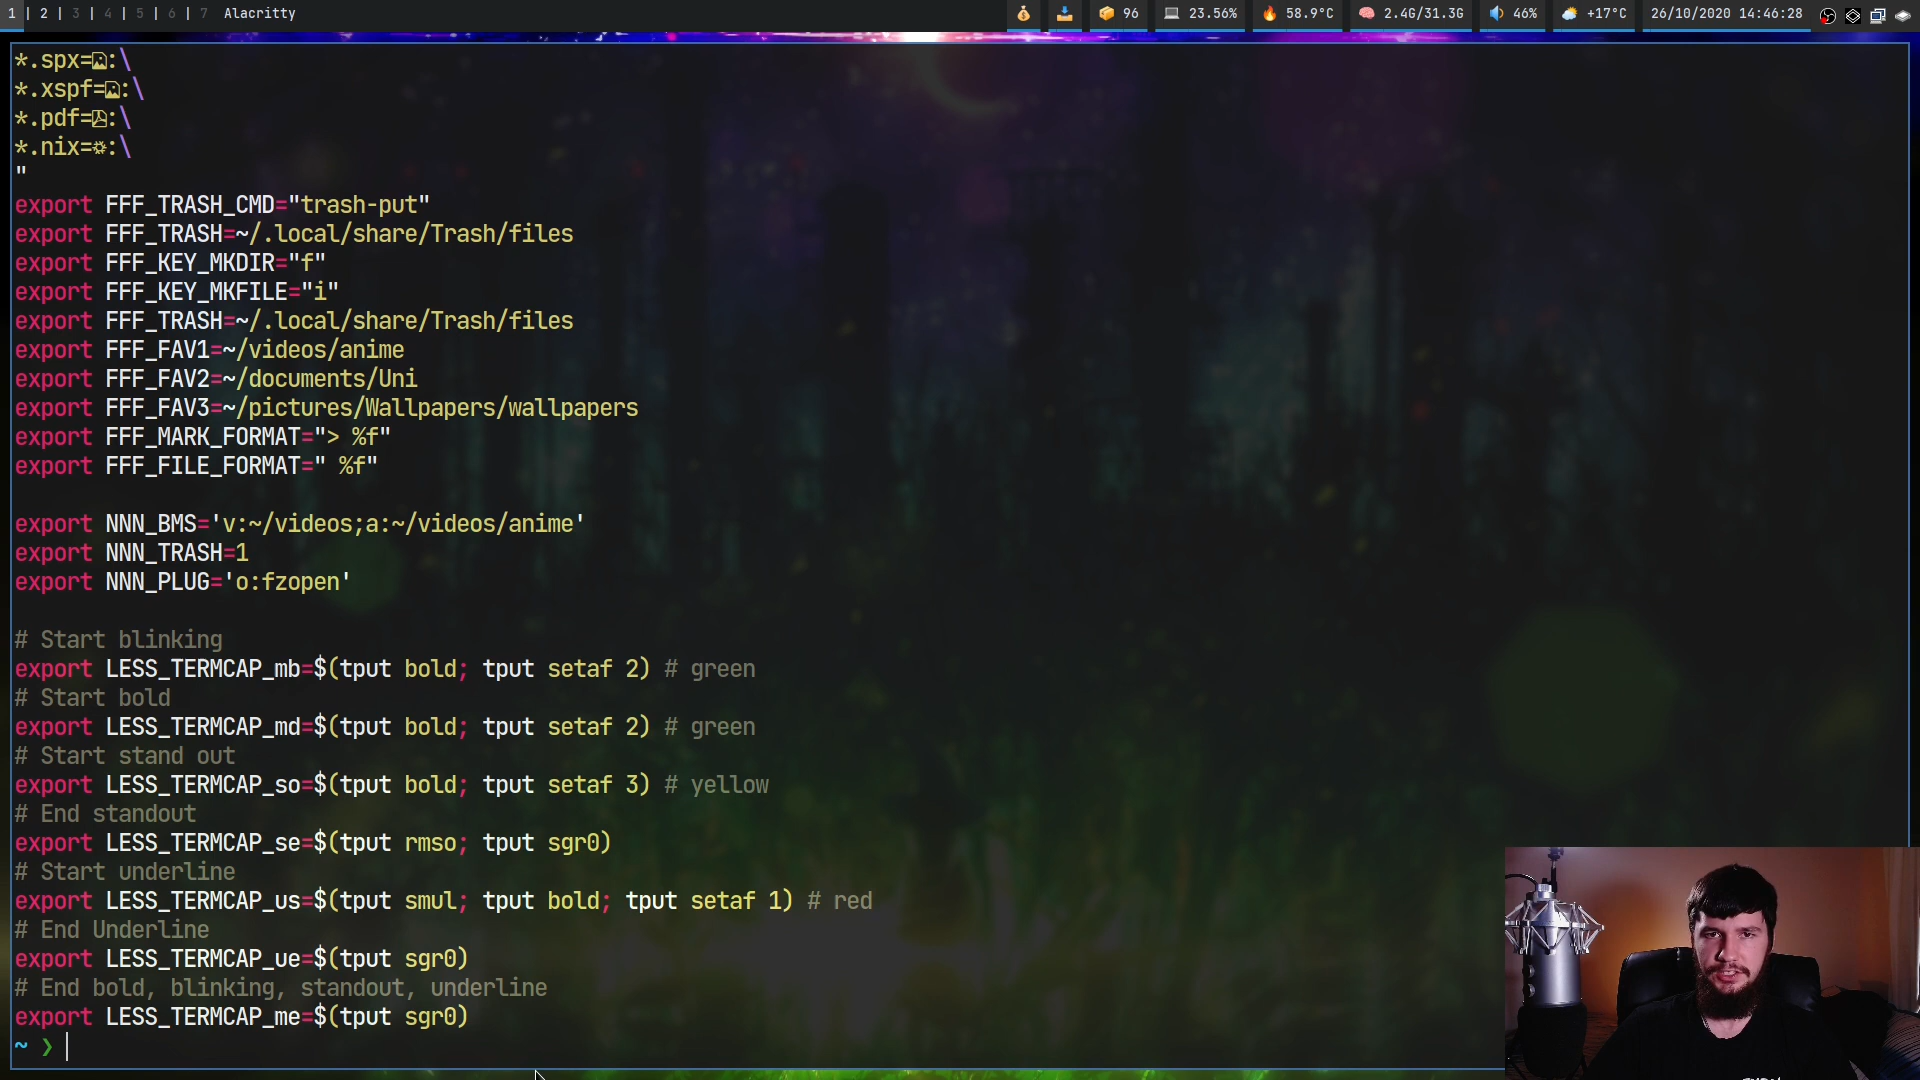 1 | 2 | 3 | 4 | 5 | 6 | 7 Alacritty
96 23.56% 58.9°C 2.4G/31.3G 46% +17°C 26/10/2020 14:46:28
*.spx=:\
*.xspf=:\
*.pdf=:\
*.nix=:\
"
export FFF_TRASH_CMD="trash-put"
export FFF_TRASH=~/.local/share/Trash/files
export FFF_KEY_MKDIR="f"
export FFF_KEY_MKFILE="i"
export FFF_TRASH=~/.local/share/Trash/files
export FFF_FAV1=~/videos/anime
export FFF_FAV2=~/documents/Uni
export FFF_FAV3=~/pictures/Wallpapers/wallpapers
export FFF_MARK_FORMAT="> %f"
export FFF_FILE_FORMAT=" %f"
export NNN_BMS='v:~/videos;a:~/videos/anime'
export NNN_TRASH=1
export NNN_PLUG='o:fzopen'
# Start blinking
export LESS_TERMCAP_mb=$(tput bold; tput setaf 2) # green
# Start bold
export LESS_TERMCAP_md=$(tput bold; tput setaf 2) # green
# Start stand out
export LESS_TERMCAP_so=$(tput bold; tput setaf 3) # yellow
# End standout
export LESS_TERMCAP_se=$(tput rmso; tput sgr0)
# Start underline
export LESS_TERMCAP_us=$(tput smul; tput bold; tput setaf 1) # red
# End Underline
export LESS_TERMCAP_ue=$(tput sgr0)
# End bold, blinking, standout, underline
export LESS_TERMCAP_me=$(tput sgr0)
~ ❯